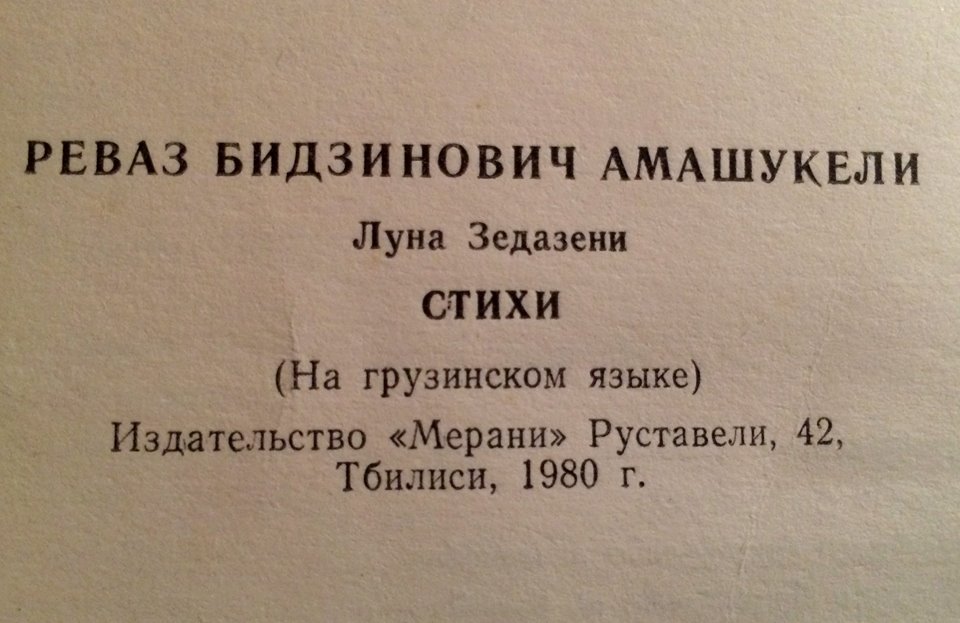 РЕВАЗ БИДЗИНОВИЧ АМАШУКЕЛИ
Луна Зедазени
СТИХИ
(На грузинском языке)
Издательство «Мерани» Руставели, 42,
Тбилиси, 1980 г.